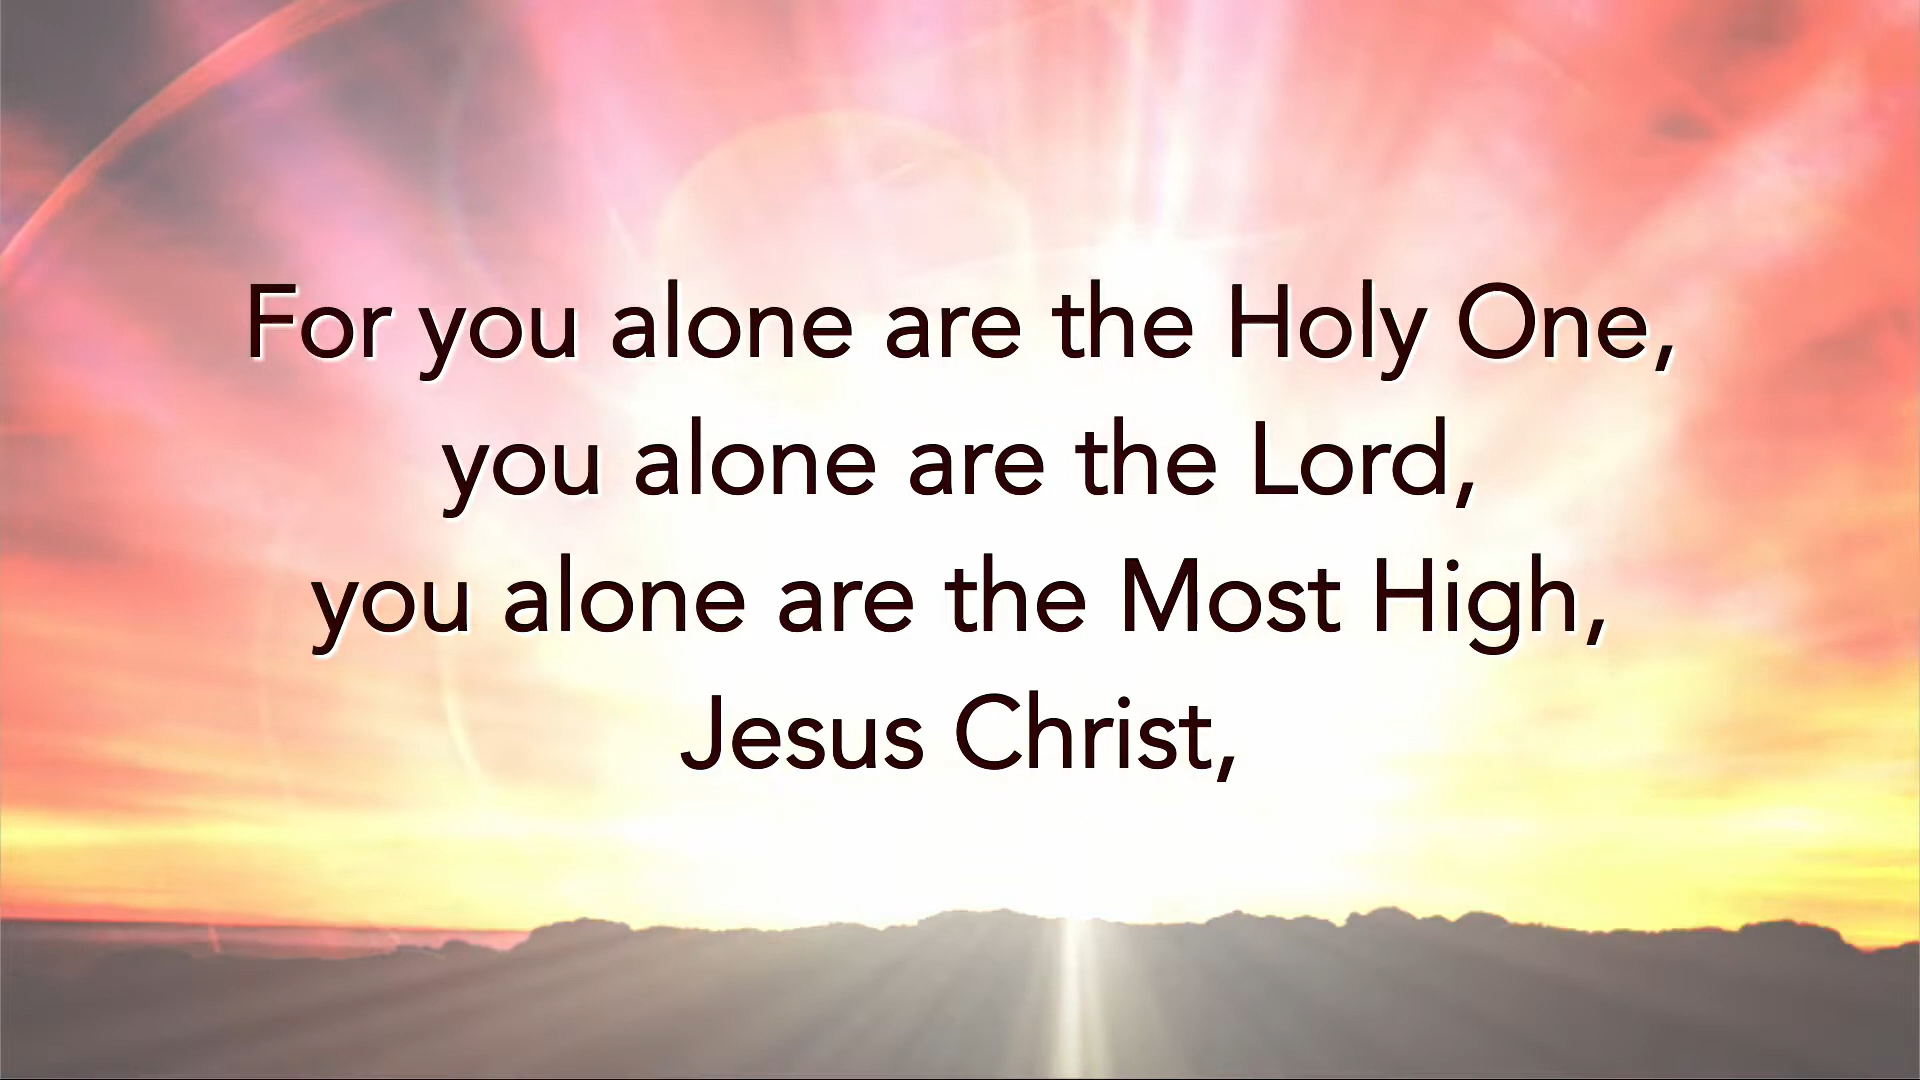 For you alone are the Holy One,
you alone are the Lord,
you alone are the Most High,
Jesus Christ,